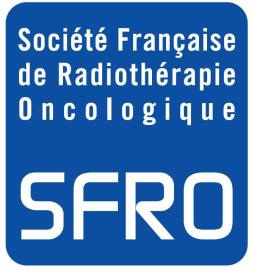 Société Française
de Radiothérapie
Oncologique
SFRO